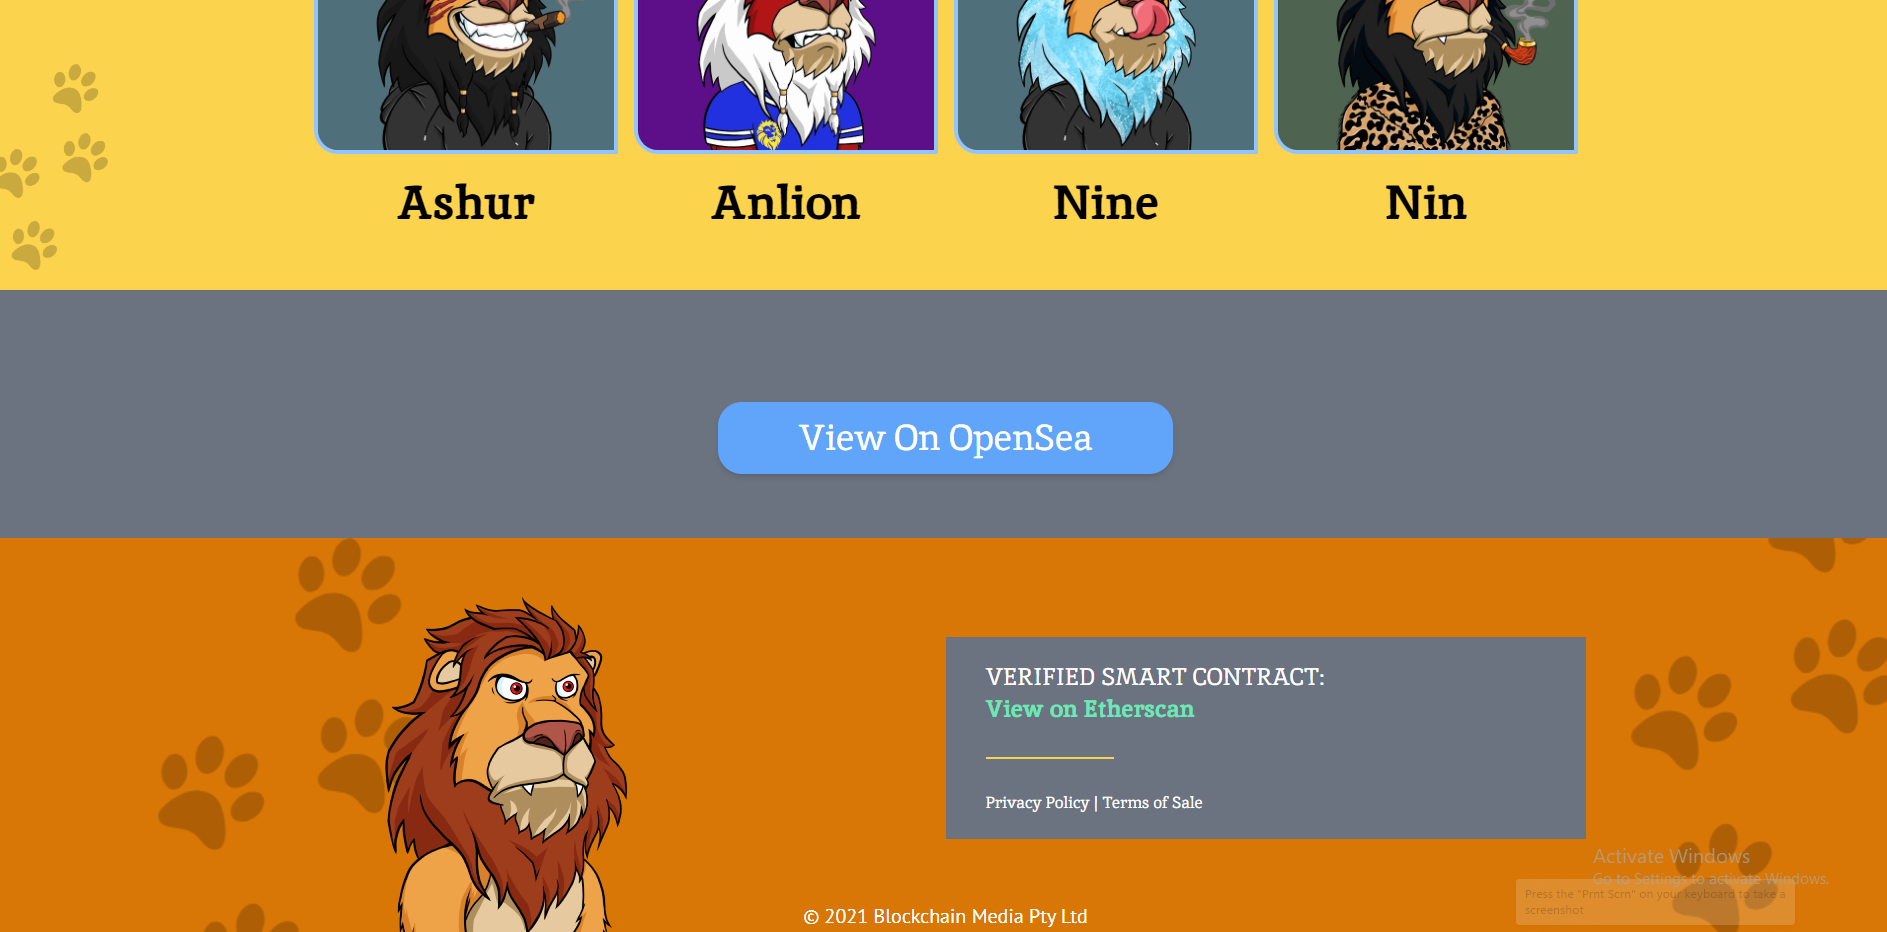 Ashur
Anlion
Nine
Nin
View On OpenSea
VERIFIED SMART CONTRACT:
View on Etherscan
Privacy Policy | Terms of Sale
Activate Windows
Go to Settings to activate Windows.
Press the "Prnt Scrn" on your keyboard to take a
screenshot
© 2021 Blockchain Media Pty Ltd